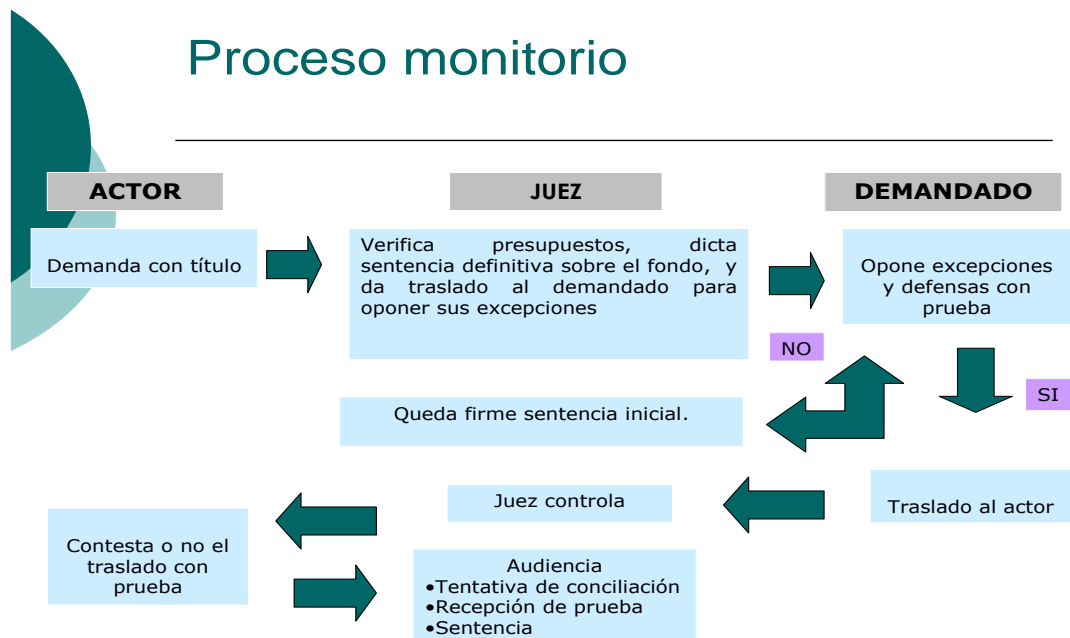 Proceso monitorio
ACTOR
JUEZ
DEMANDADO
Demanda con título
Verifica presupuestos, dicta
sentencia definitiva sobre el fondo, y
da traslado al demandado para
oponer sus excepciones
Opone excepciones
y defensas con
prueba
NO
SI
Queda firme sentencia inicial.
Traslado al actor
Juez controla
Contesta o no el
traslado con
prueba
Audiencia
•Tentativa de conciliación
•Recepción de prueba
•Sentencia